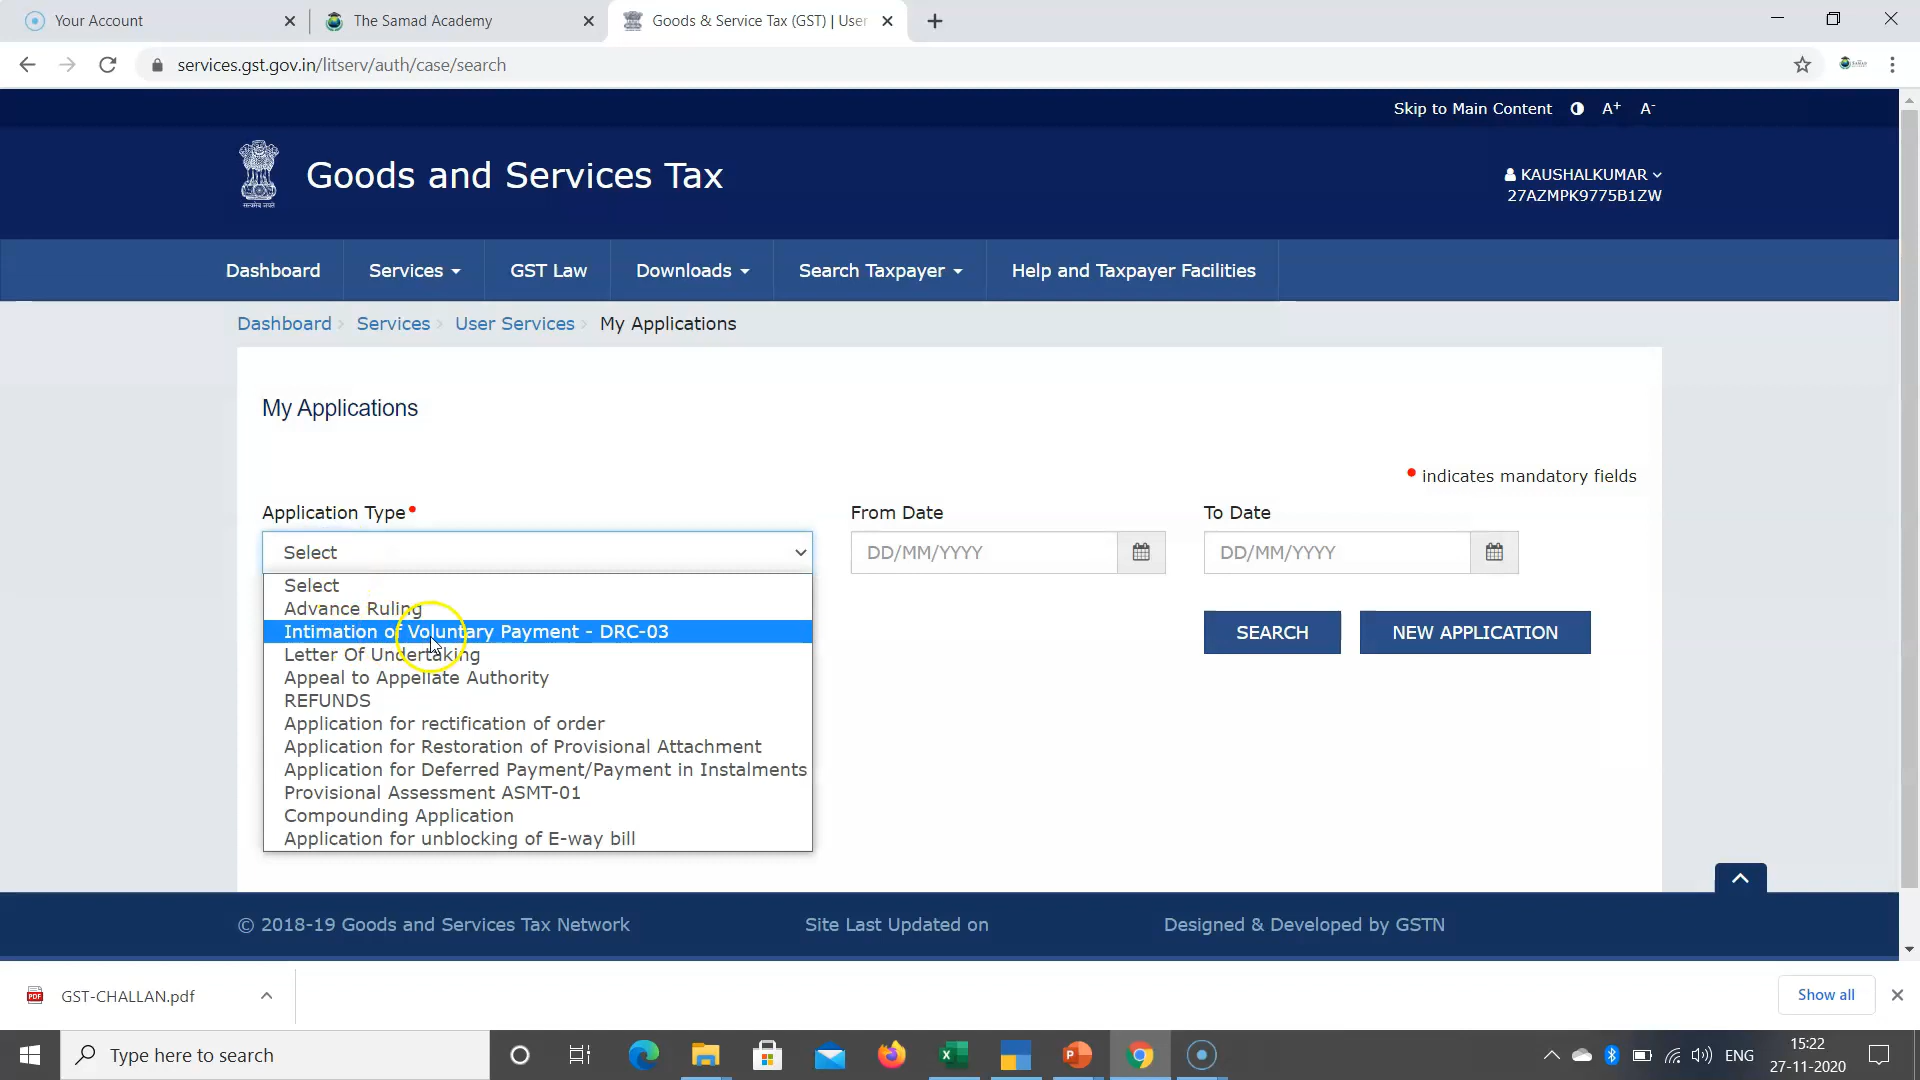 Your Account
The Samad Academy
Goods & Service Tax (GST) | User
services.gst.gov.in/litserv/auth/case/search
Skip to Main Content A+ A-
Goods and Services Tax
KAUSHALKUMAR
27AZMPK9775B1ZW
Dashboard Services GST Law Downloads Search Taxpayer Help and Taxpayer Facilities
Dashboard Services User Services My Applications
My Applications
• indicates mandatory fields
Application Type• From Date To Date
Select DD/MM/YYYY DD/MM/YYYY
Select
Advance Ruling
Intimation of Voluntary Payment - DRC-03
SEARCH NEW APPLICATION
Letter Of Undertaking
Appeal to Appellate Authority
REFUNDS
Application for rectification of order
Application for Restoration of Provisional Attachment
Application for Deferred Payment/Payment in Instalments
Provisional Assessment ASMT-01
Compounding Application
Application for unblocking of E-way bill
© 2018-19 Goods and Services Tax Network Site Last Updated on Designed & Developed by GSTN
GST-CHALLAN.pdf Show all
Type here to search
ENG 15:22
27-11-2020